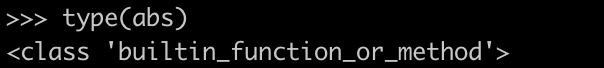 >>> type(abs)
<class 'builtin_function_or_method'>